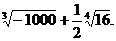 ∛-1000 + 1/2 ∜16.